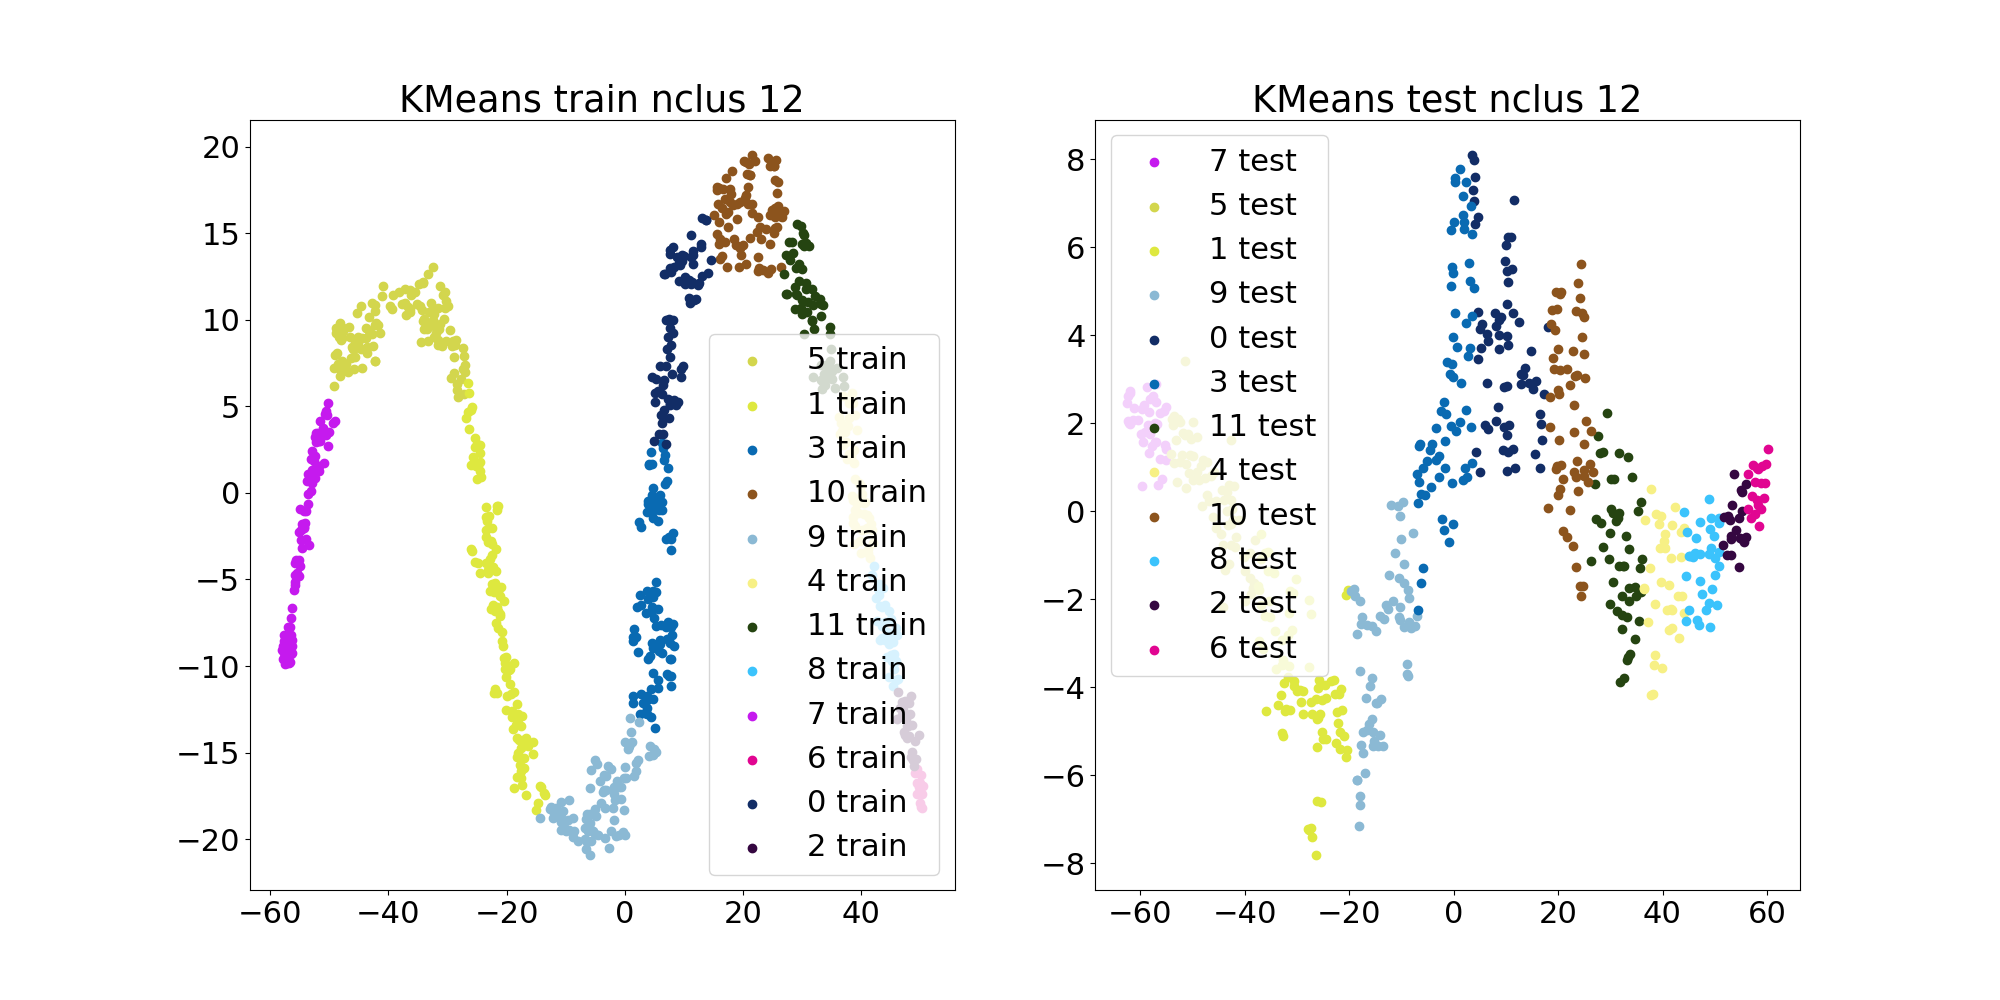 KMeans train nclus 12
20
15
10
5
0
−5
−10
−15
−20
−60 −40 −20 0 20 40
5 train
1 train
3 train
10 train
9 train
4 train
11 train
8 train
7 train
6 train
0 train
2 train
KMeans test nclus 12
8
6
4
2
0
−2
−4
−6
−8
−60 −40 −20 0 20 40 60
7 test
5 test
1 test
9 test
0 test
3 test
11 test
4 test
10 test
8 test
2 test
6 test